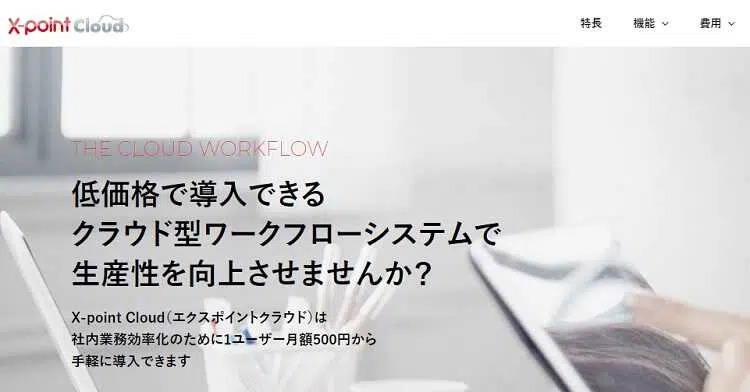 X-point Cloud
特長
機能
費用
THE CLOUD WORKFLOW
低価格で導入できる
クラウド型ワークフローシステムで
生産性を向上させませんか?
X-point Cloud(エクスポイントクラウド)は
社内業務効率化のために1ユーザー月額500円から
手軽に導入できます